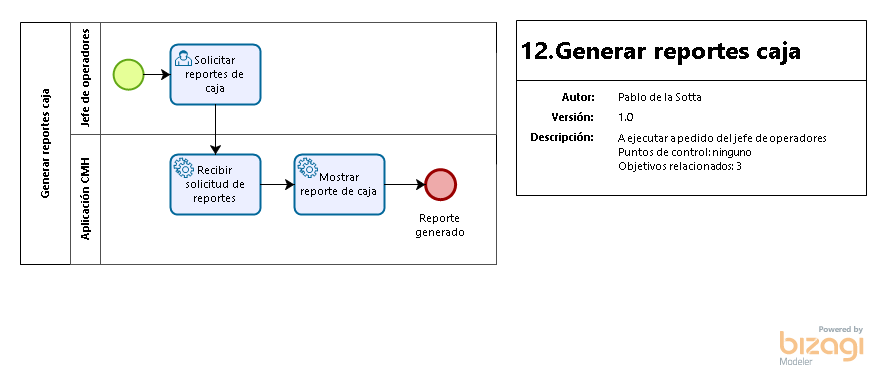 Generar reportes caja
Jefe de operadores
Solicitar
reportes de
caja
Aplicación CMH
Recibir
solicitud de
reportes
Mostrar
reporte de caja
Reporte
generado
12.Generar reportes caja
Autor: Pablo de la Sotta
Versión: 1.0
Descripción: A ejecutar a pedido del jefe de operadores
Puntos de control: ninguno
Objetivos relacionados: 3
Powered by
bizagi
Modeler